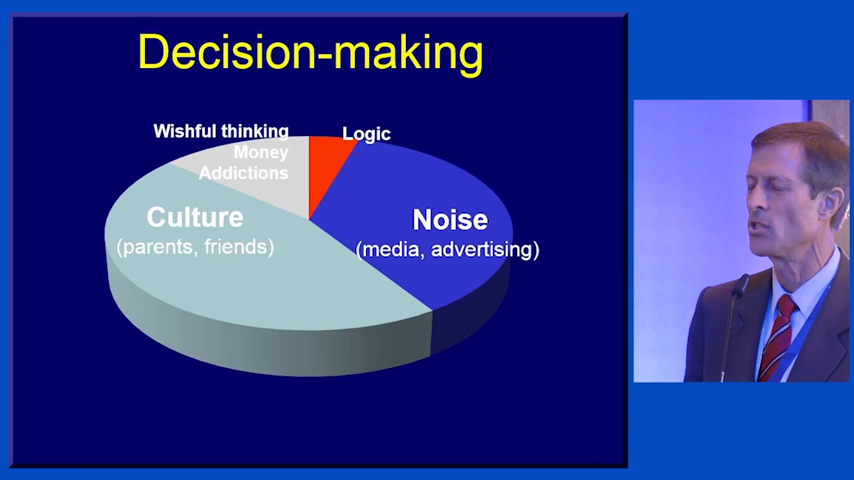 Decision-making
Wishful thinking
Money
Addictions
Logic
Culture
(parents, friends)
Noise
(media, advertising)